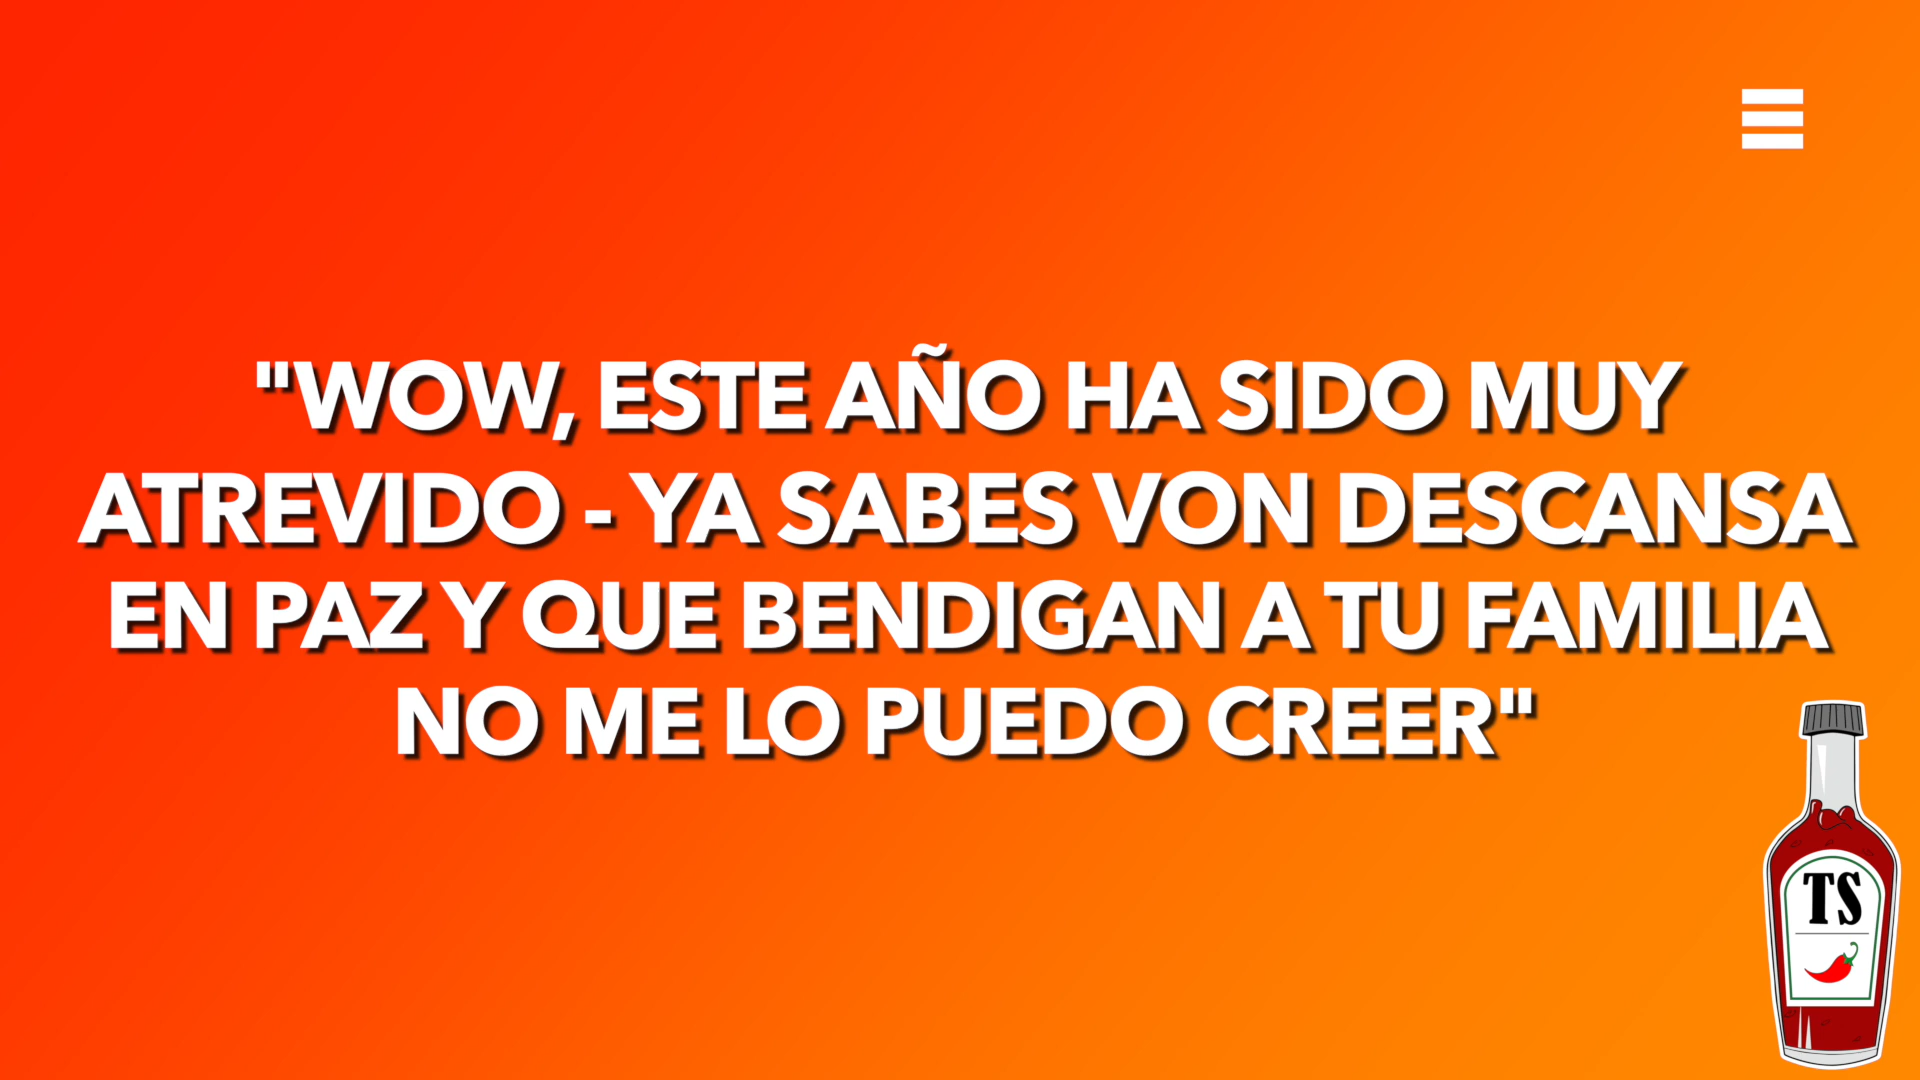 "WOW, ESTE AÑO HA SIDO MUY
ATREVIDO - YA SABES VON DESCANSA
EN PAZ Y QUE BENDIGAN A TU FAMILIA
NO ME LO PUEDO CREER"
TS